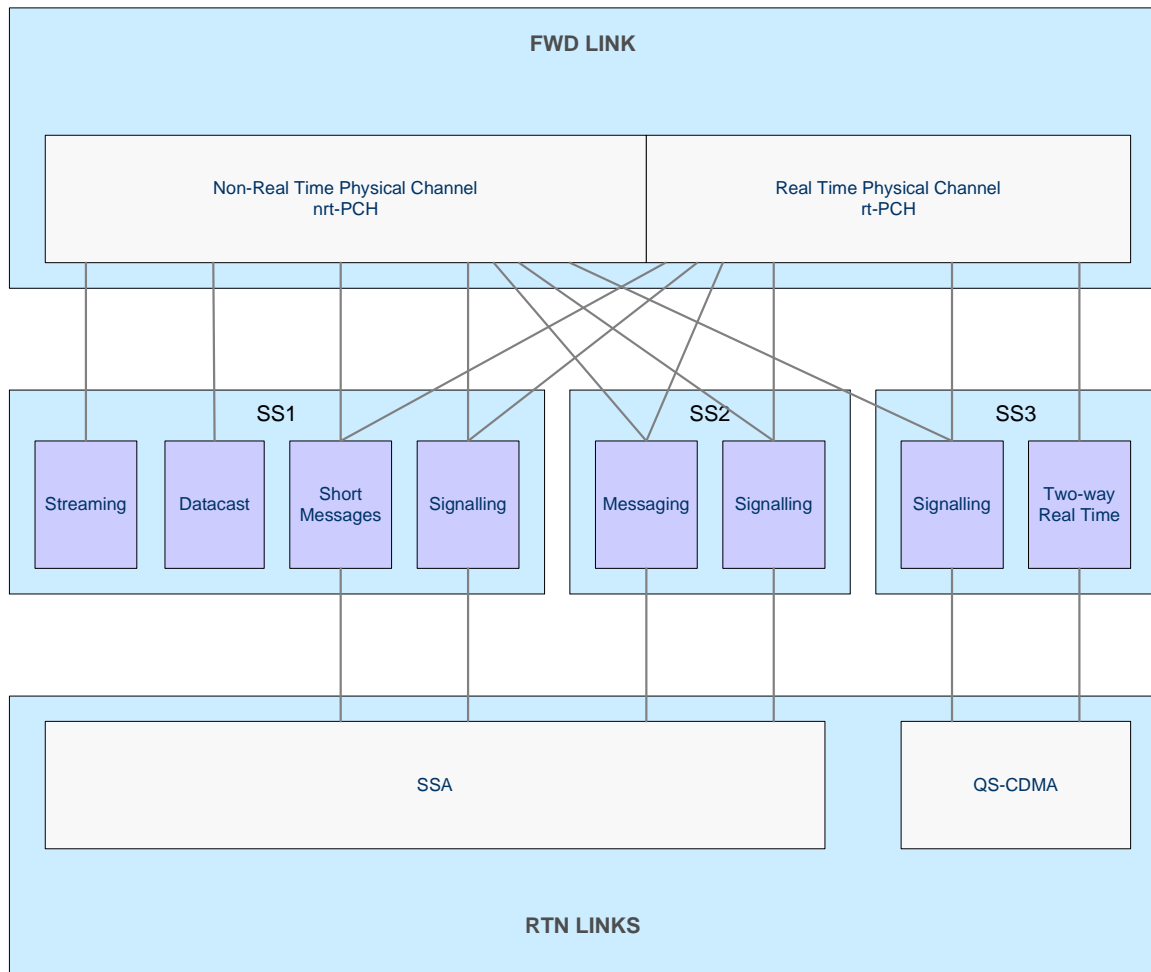 FWD LINK
Non-Real Time Physical Channel
nrt-PCH
Real Time Physical Channel
rt-PCH
SS1
SS2
SS3
Streaming
Datacast
Short
Messages
Signalling
Messaging
Signalling
Signalling
Two-way
Real Time
SSA
QS-CDMA
RTN LINKS